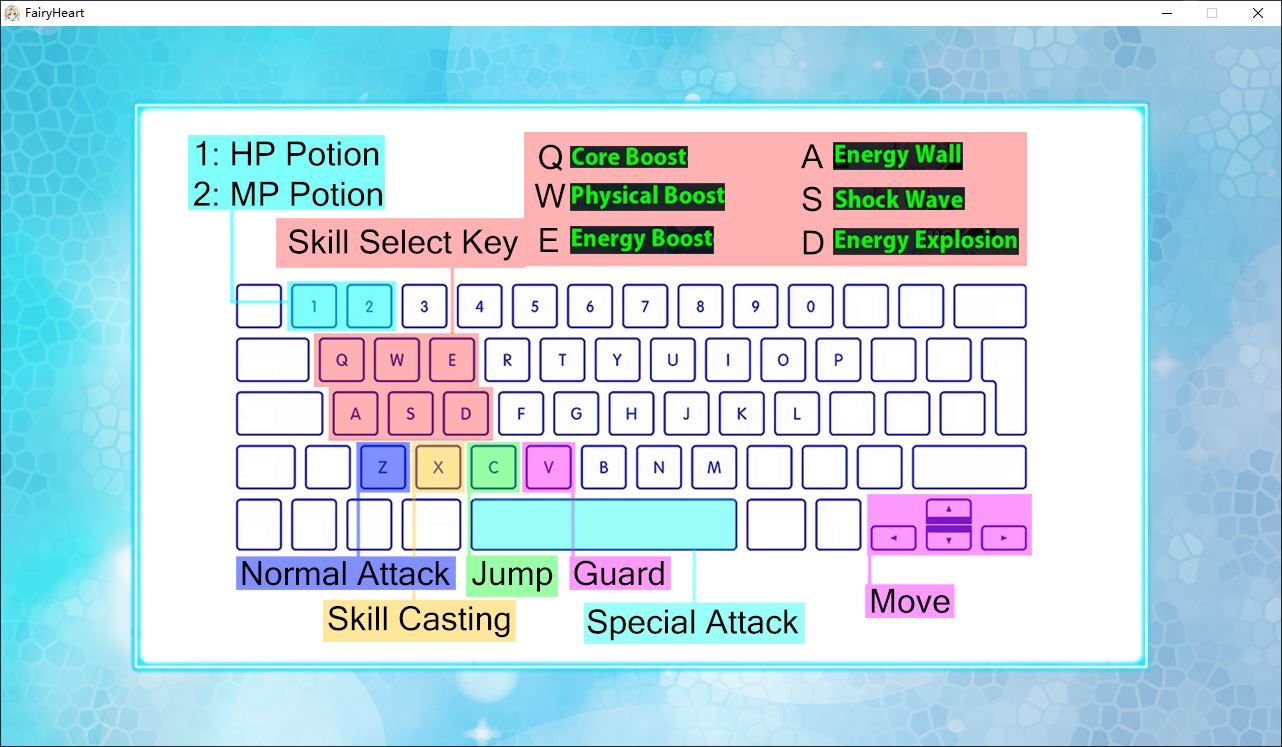 FairyHeart
1: HP Potion
2: MP Potion
Skill Select Key
Q Core Boost
W Physical Boost
E Energy Boost
A Energy Wall
S Shock Wave
D Energy Explosion
1 2 3 4 5 6 7 8 9 0
Q W E R T Y U I O P
A S D F G H J K L
Z X C V B N M
Normal Attack
Jump
Guard
Skill Casting
Special Attack
Move